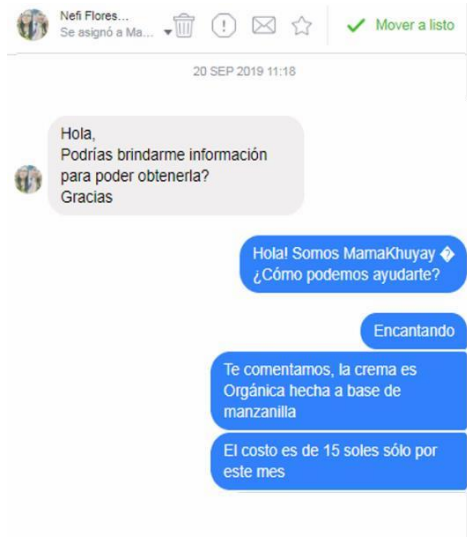 Nefi Flores...
Se asignó a Ma...
Mover a listo
20 SEP 2019 11:18
Hola,
Podrías brindarme información
para poder obtenerla?
Gracias
Hola! Somos MamaKhuyay �
¿Cómo podemos ayudarte?
Encantando
Te comentamos, la crema es
Orgánica hecha a base de
manzanilla
El costo es de 15 soles sólo por
este mes